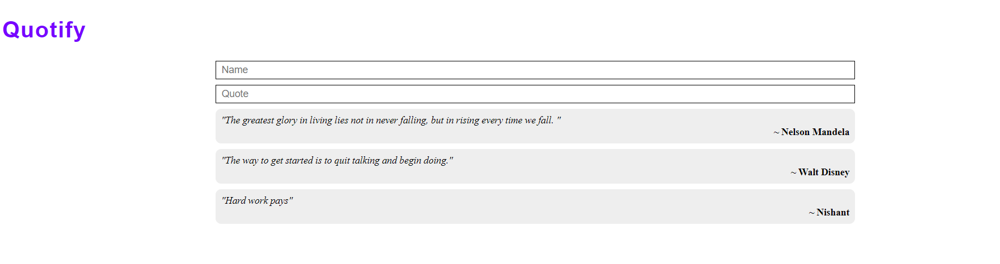 Quotify
Name
Quote
"The greatest glory in living lies not in never falling, but in rising every time we fall. "
~ Nelson Mandela
"The way to get started is to quit talking and begin doing."
~ Walt Disney
"Hard work pays"
~ Nishant